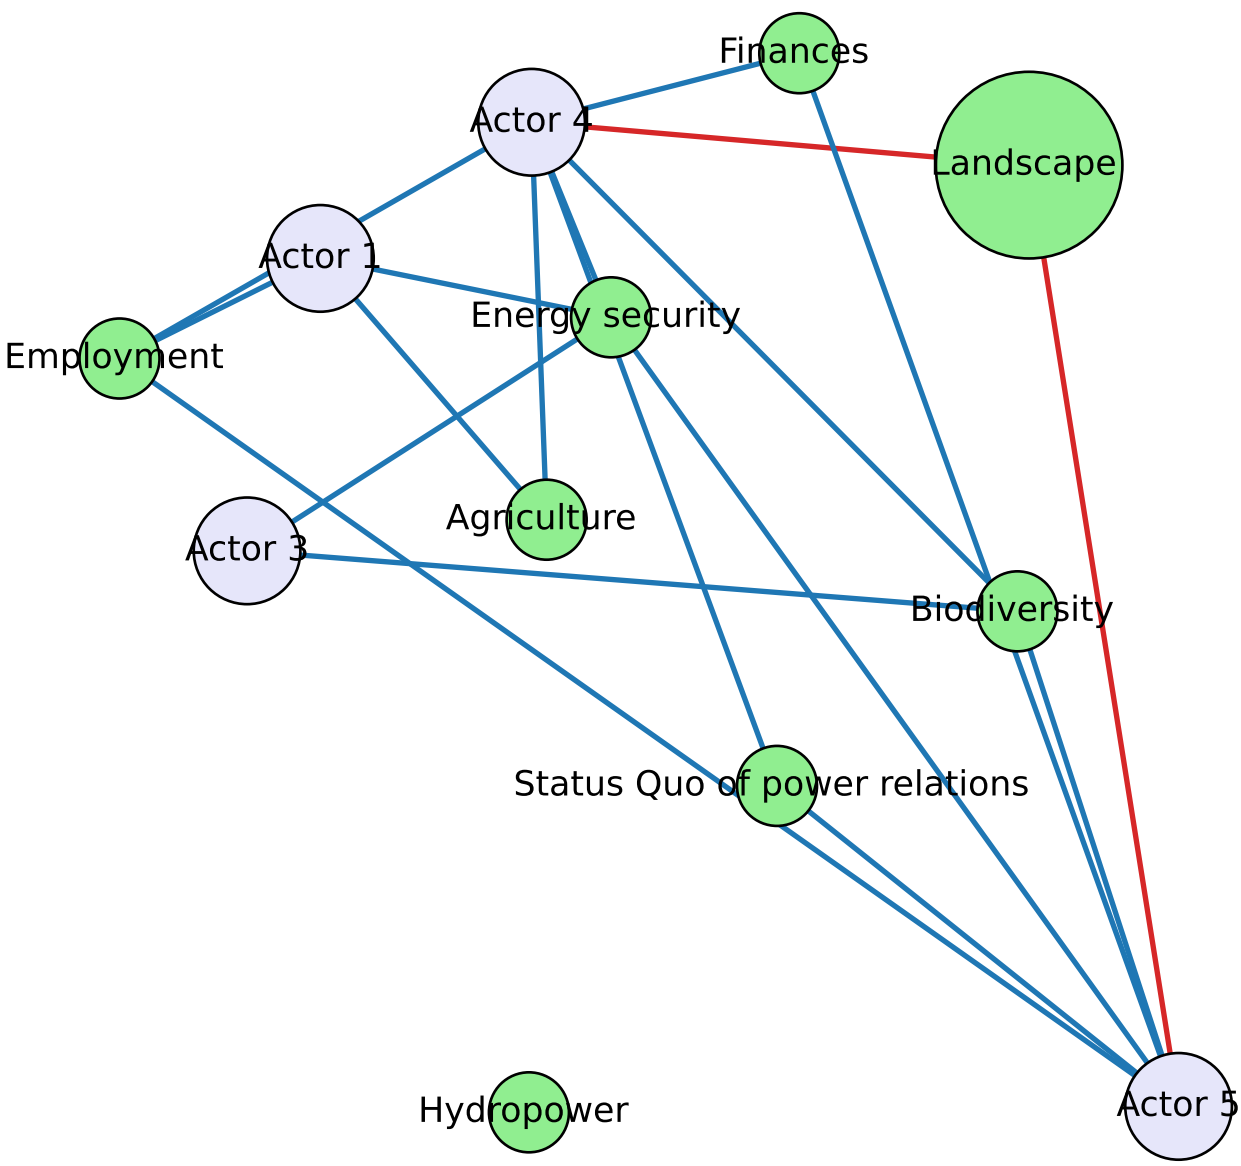 Finances
Actor 4
Landscape
Actor 1
Energy security
Employment
Agriculture
Actor 3
Biodiversity
Status Quo of power relations
Actor 5
Hydropower